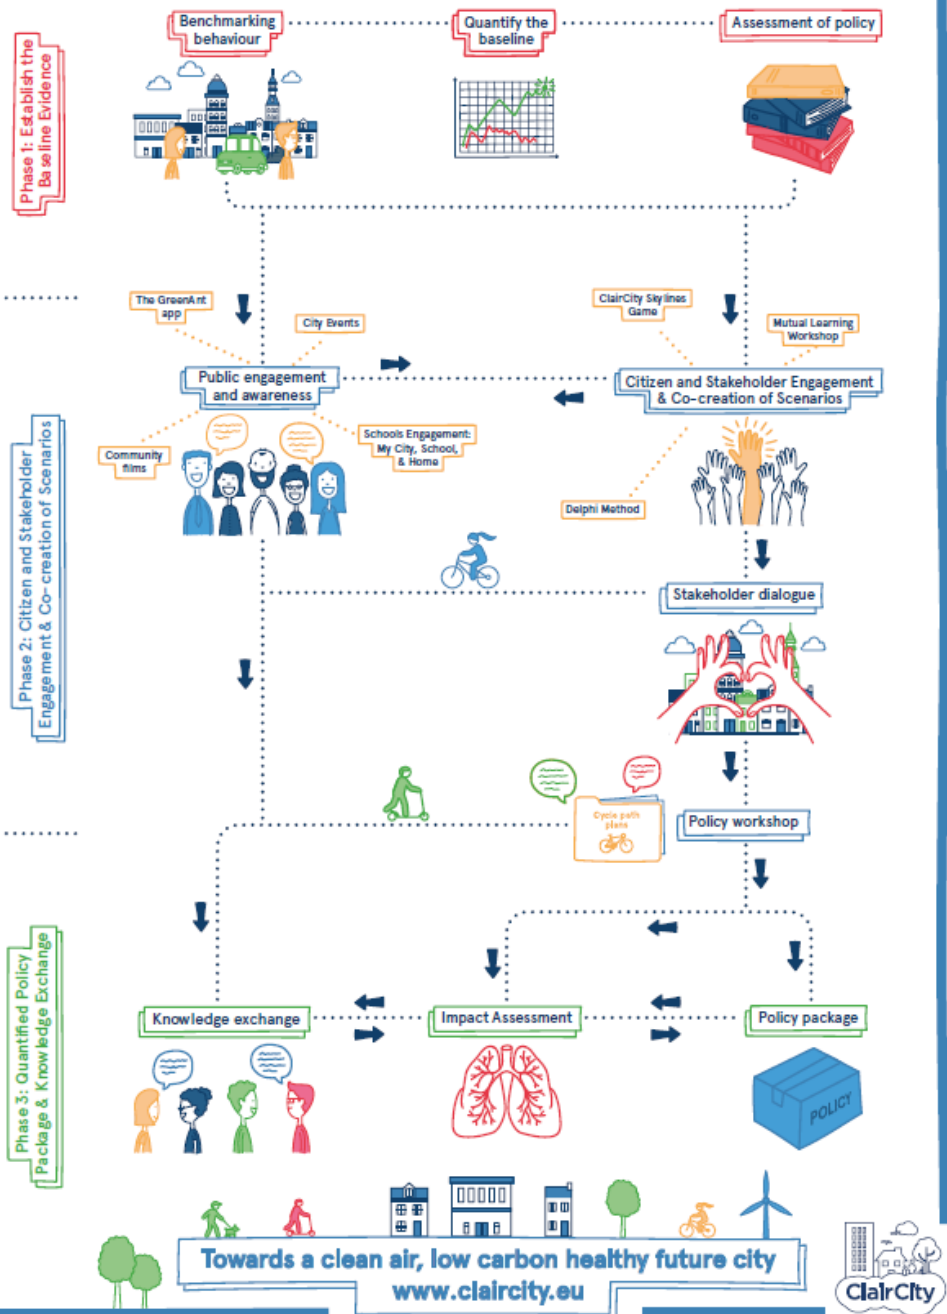 Benchmarking
behaviour
Quantify the
baseline
Assessment of policy
Phase 1: Establish the
Baseline Evidence
The GreenAnt
app
City Events
ClairCity Skylines
Game
Mutual Learning
Workshop
Public engagement
and awareness
Citizen and Stakeholder Engagement
& Co-creation of Scenarios
Community
films
Schools Engagement:
My City, School,
& Home
Delphi Method
Phase 2: Citizen and Stakeholder
Engagement & Co- creation of Scenarios
Stakeholder dialogue
Cycle path
plans
Policy workshop
Phase 3: Quantified Policy
Package & Knowledge Exchange
Knowledge exchange
Impact Assessment
Policy package
POLICY
Towards a clean air, low carbon healthy future city
www.claircity.eu
ClairCity